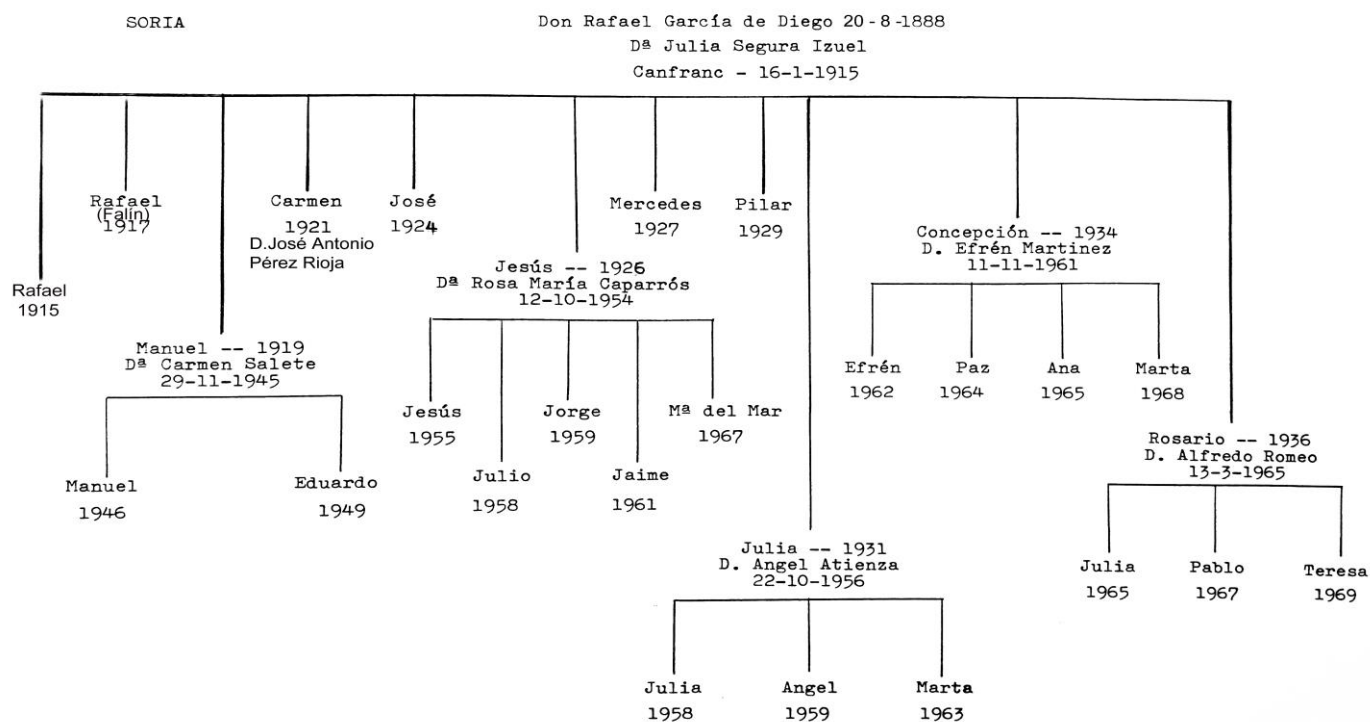 SORIA
Don Rafael García de Diego 20-8-1888
Dª Julia Segura Izuel
Canfranc - 16-1-1915
Rafael
1915
Rafael
(Falín)
1917
Manuel -- 1919
Dª Carmen Salete
29-11-1945
Manuel
1946
Eduardo
1949
Carmen
1921
D.José Antonio
Pérez Rioja
José
1924
Jesús -- 1926
Dª Rosa María Caparrós
12-10-1954
Jesús
1955
Julio
1958
Jorge
1959
Jaime
1961
Mª del Mar
1967
Mercedes
1927
Pilar
1929
Julia -- 1931
D. Angel Atienza
22-10-1956
Julia
1958
Angel
1959
Marta
1963
Concepción -- 1934
D. Efrén Martinez
11-11-1961
Efrén
1962
Paz
1964
Ana
1965
Marta
1968
Rosario -- 1936
D. Alfredo Romeo
13-3-1965
Julia
1965
Pablo
1967
Teresa
1969